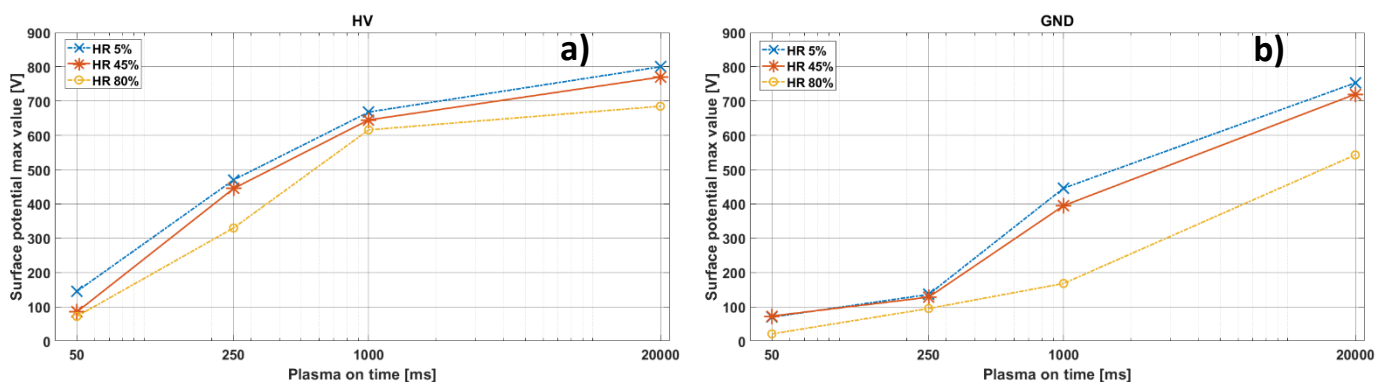 HV
a)
HR 5%
HR 45%
HR 80%
Surface potential max value [V]
900
800
700
600
500
400
300
200
100
0
50
250
1000
20000
Plasma on time [ms]
GND
b)
HR 5%
HR 45%
HR 80%
Surface potential max value [V]
900
800
700
600
500
400
300
200
100
0
50
250
1000
20000
Plasma on time [ms]